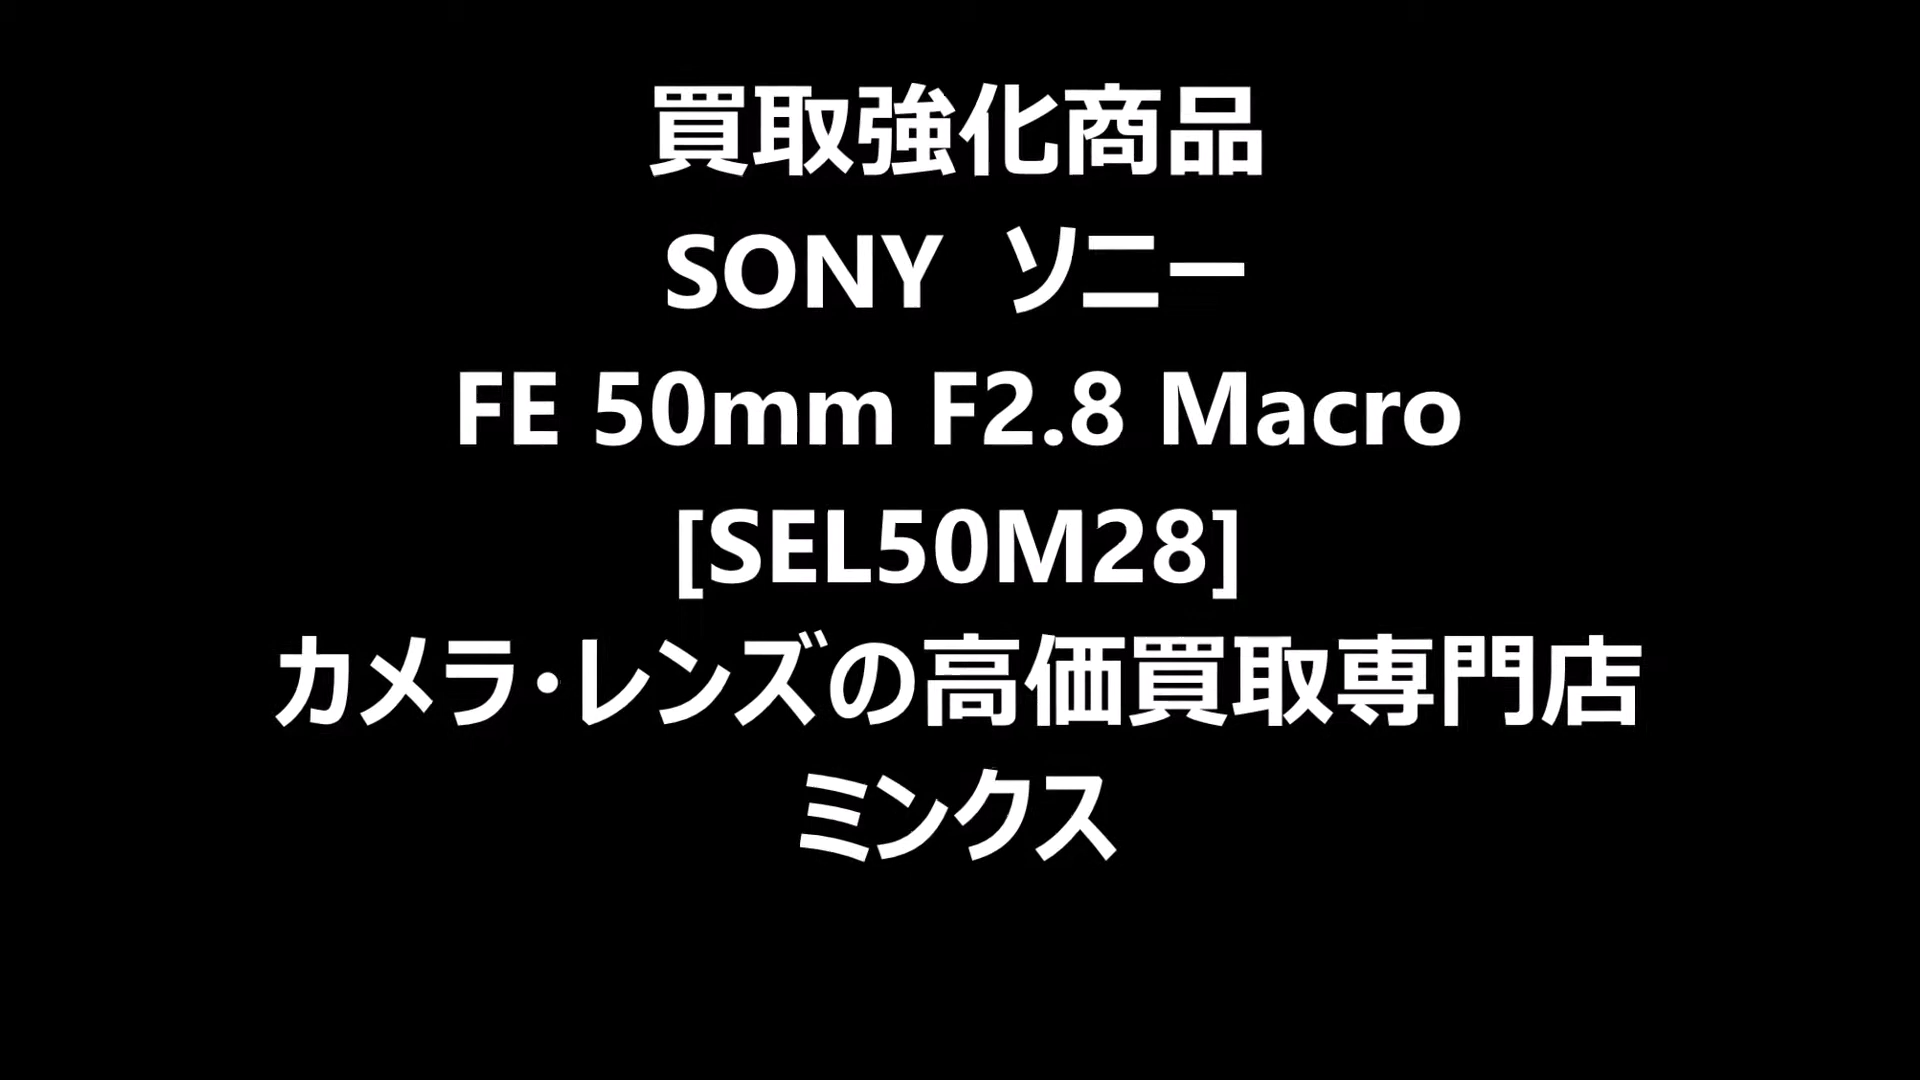 買取強化商品
SONY ソニー
FE 50mm F2.8 Macro
[SEL50M28]
カメラ･レンズの高価買取専門店
ミンクス